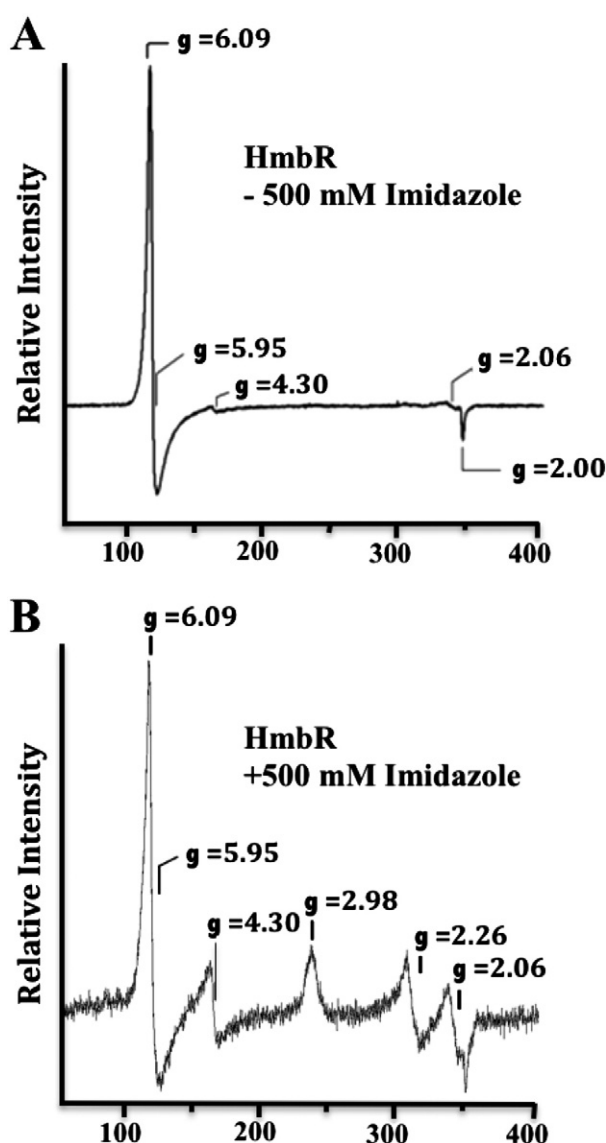 A
g =6.09
HmbR
- 500 mM Imidazole
Relative Intensity
g =5.95
g =4.30
g =2.06
g =2.00
100 200 300 400
B
g =6.09
HmbR
+500 mM Imidazole
Relative Intensity
g =5.95
g =4.30
g =2.98
g =2.26
g =2.06
100 200 300 400